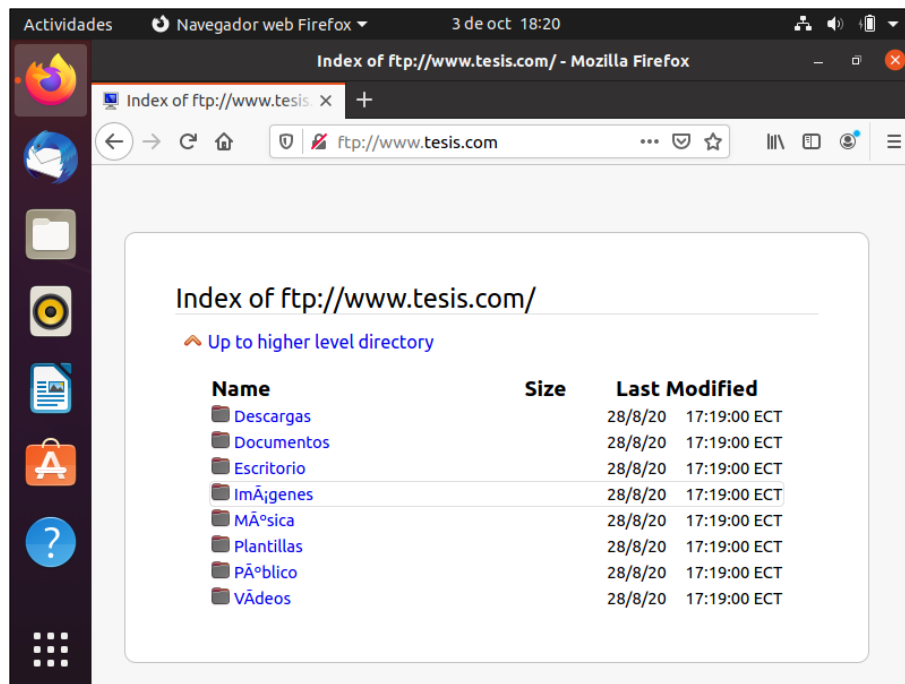 Actividades Navegador web Firefox 3 de oct 18:20
Index of ftp://www.tesis.com/ - Mozilla Firefox
Index of ftp://www.tesis.
ftp://www.tesis.com
Index of ftp://www.tesis.com/
Up to higher level directory
Name Size Last Modified
Descargas 28/8/20 17:19:00 ECT
Documentos 28/8/20 17:19:00 ECT
Escritorio 28/8/20 17:19:00 ECT
ImÃ¡genes 28/8/20 17:19:00 ECT
MÃºsica 28/8/20 17:19:00 ECT
Plantillas 28/8/20 17:19:00 ECT
PÃºblico 28/8/20 17:19:00 ECT
VÃ­deos 28/8/20 17:19:00 ECT